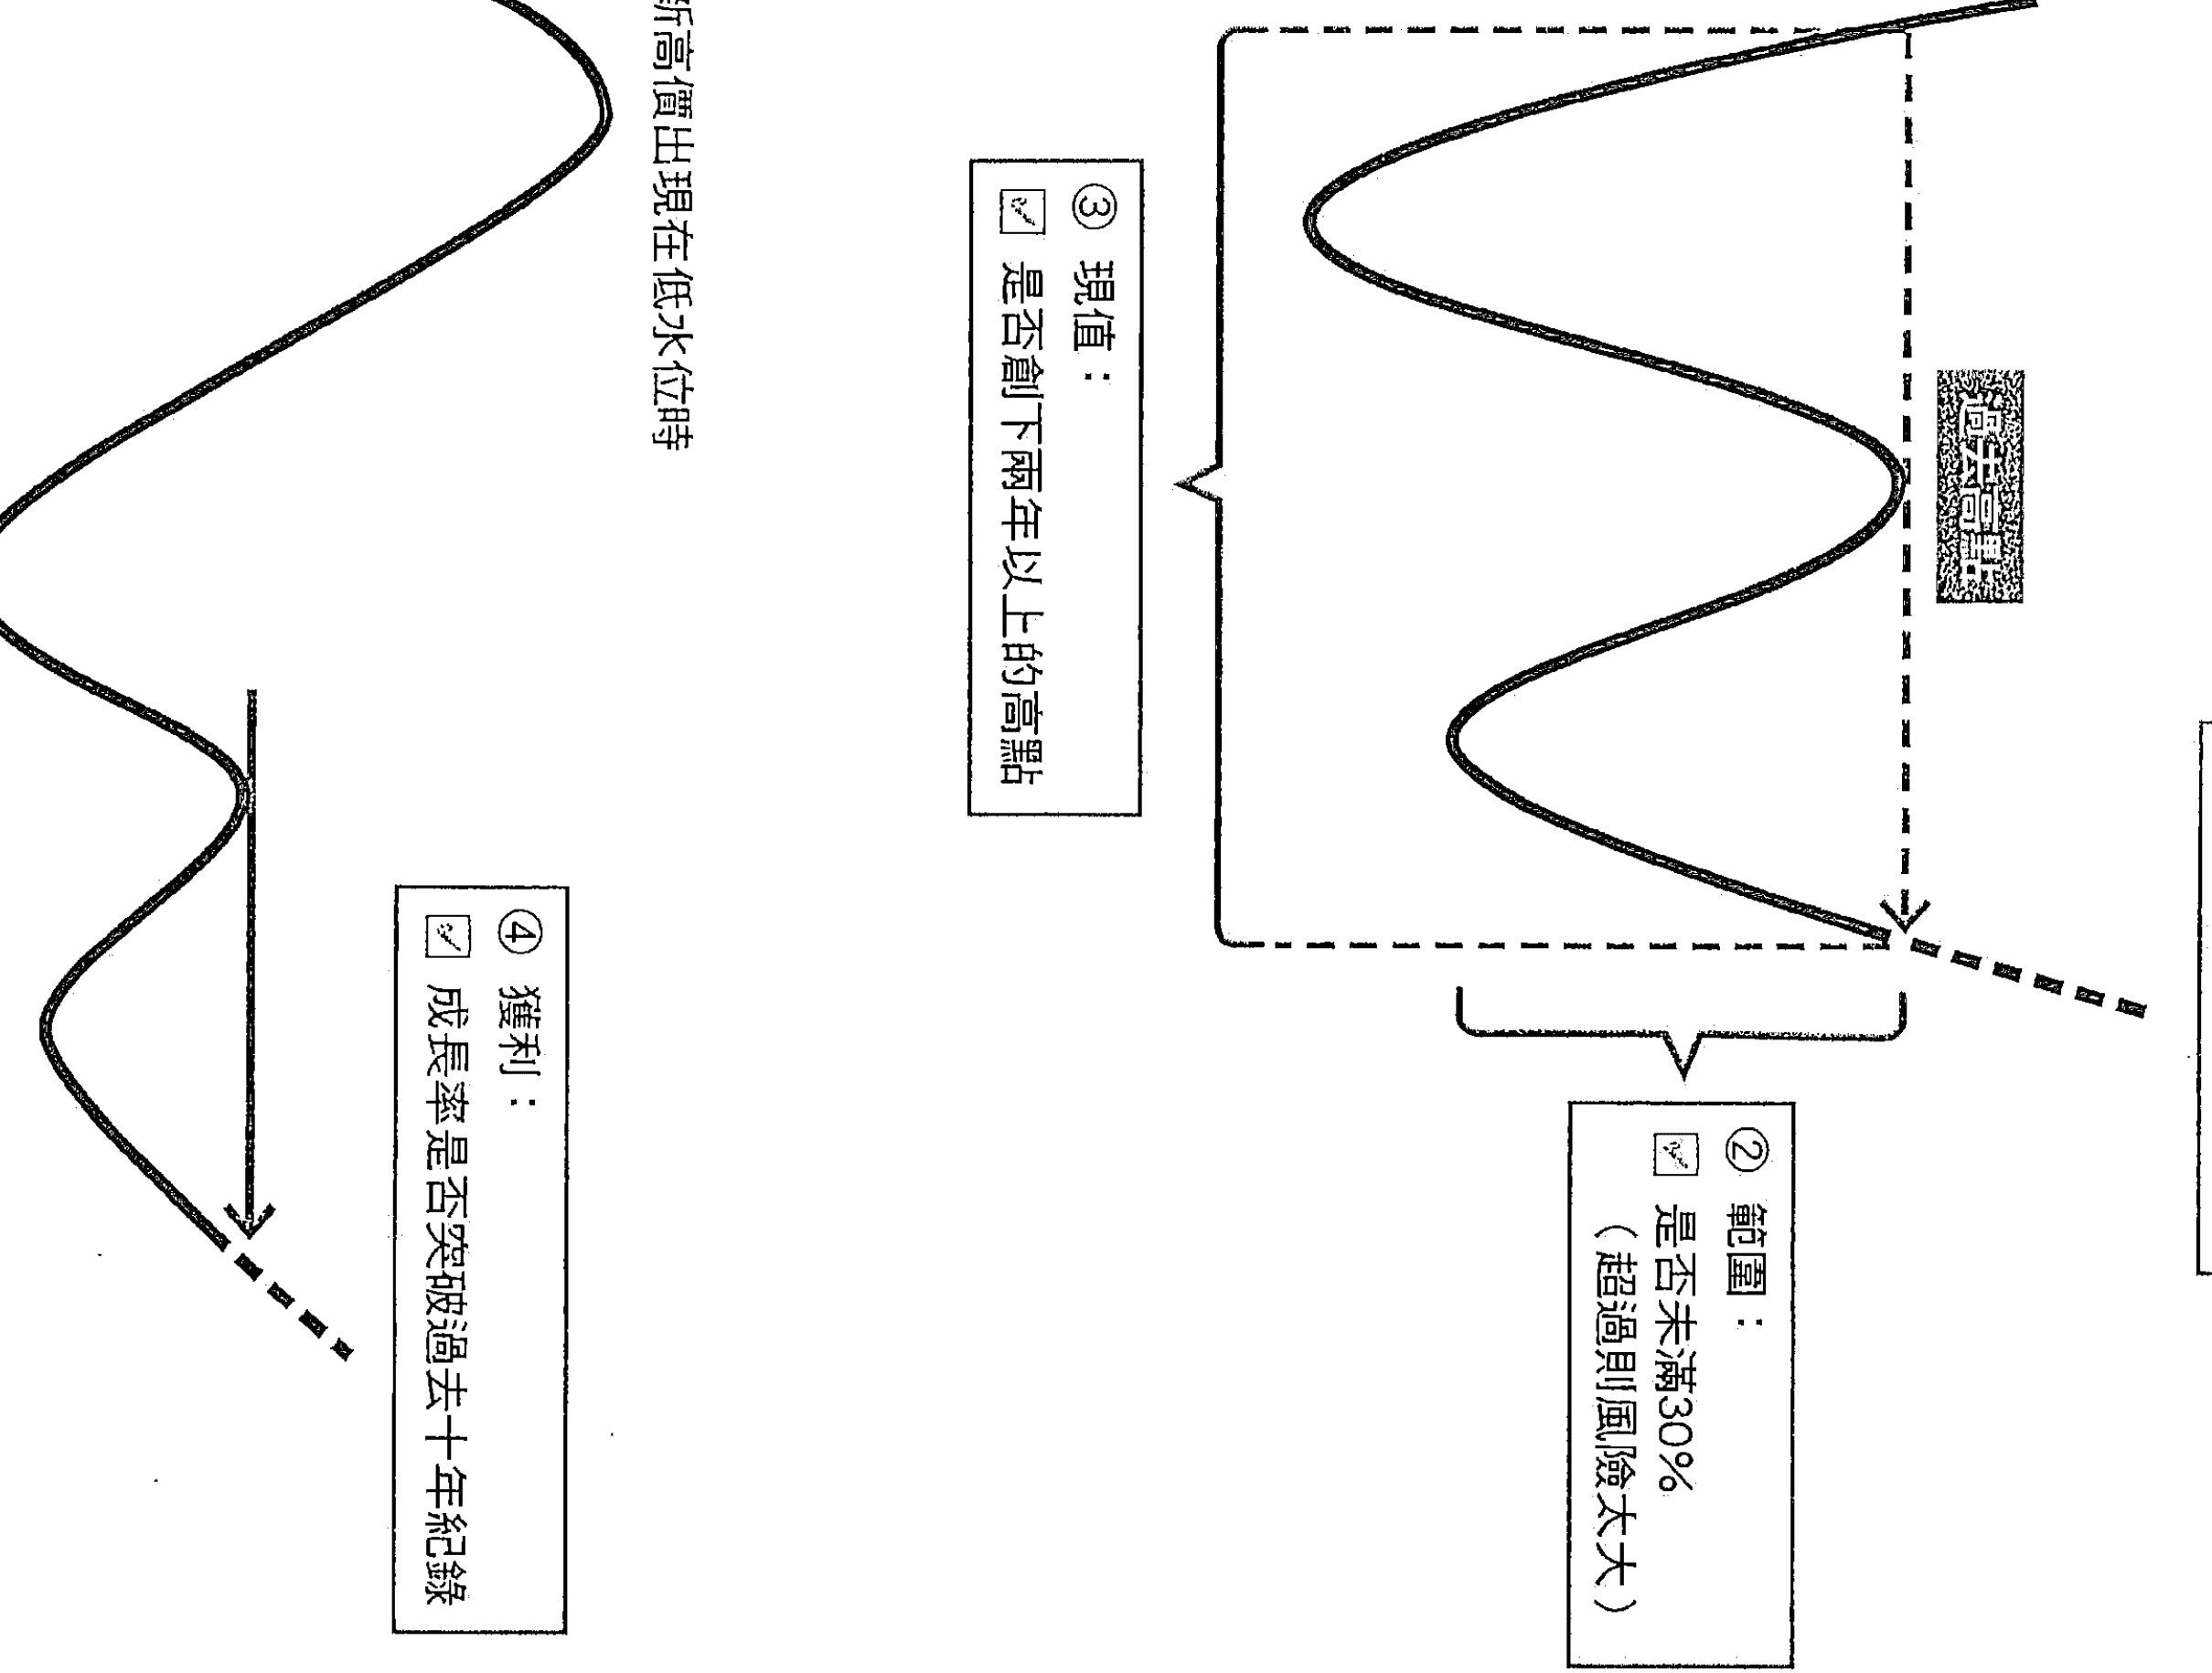 過去高點
② 範圍：
是否未滿30%
（超過則風險太大）
③ 現值：
是否創下兩年以上的高點
新高價出現在低水位時
④ 獲利：
成長率是否突破過去十年紀錄